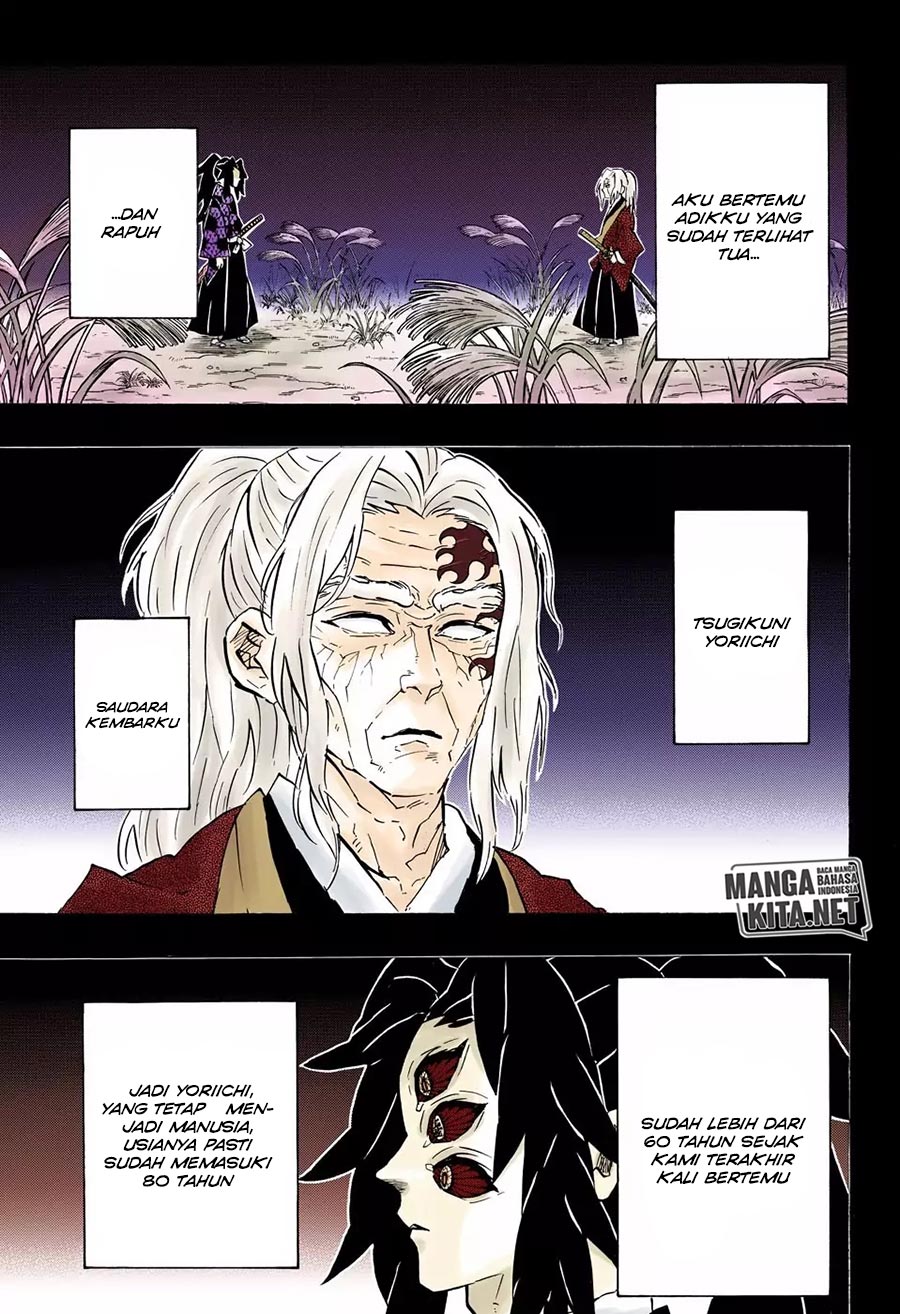 AKU BERTEMU
ADIKKU YANG
SUDAH TERLIHAT
TUA...
...DAN
RAPUH
TSUGIKUNI
YORIICHI
SAUDARA
KEMBARKU
MANGA
KITA.NET
BACA MANGA
BAHASA
INDONESIA
SUDAH LEBIH DARI
60 TAHUN SEJAK
KAMI TERAKHIR
KALI BERTEMU
JADI YORIICHI,
YANG TETAP MEN-
JADI MANUSIA,
USIANYA PASTI
SUDAH MEMASUKI
80 TAHUN